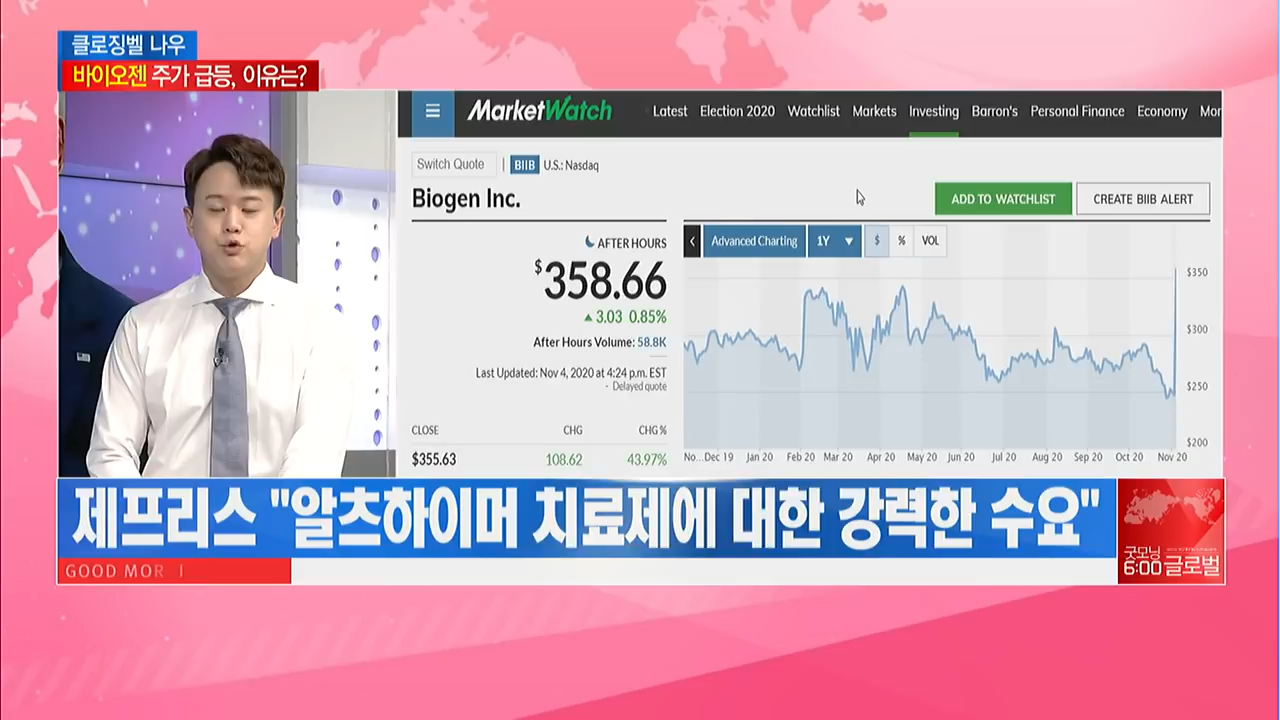 클로징벨 나우
바이오젠 주가 급등, 이유는?
MarketWatch
Latest Election 2020 Watchlist Markets Investing Barron's Personal Finance Economy Mor
Switch Quote | BIIB U.S.: Nasdaq
Biogen Inc.
ADD TO WATCHLIST CREATE BIIB ALERT
AFTER HOURS
$358.66
▲ 3.03 0.85%
After Hours Volume: 58.8K
Last Updated: Nov 4, 2020 at 4:24 p.m. EST
- Delayed quote
CLOSE CHG CHG %
$355.63 108.62 43.97%
Advanced Charting 1Y $ % VOL
$350
$300
$250
$200
No... Dec 19 Jan 20 Feb 20 Mar 20 Apr 20 May 20 Jun 20 Jul 20 Aug 20 Sep 20 Oct 20 Nov 20
제프리스 "알츠하이머 치료제에 대한 강력한 수요"
GOOD MOR
굿모닝
6:00 글로벌